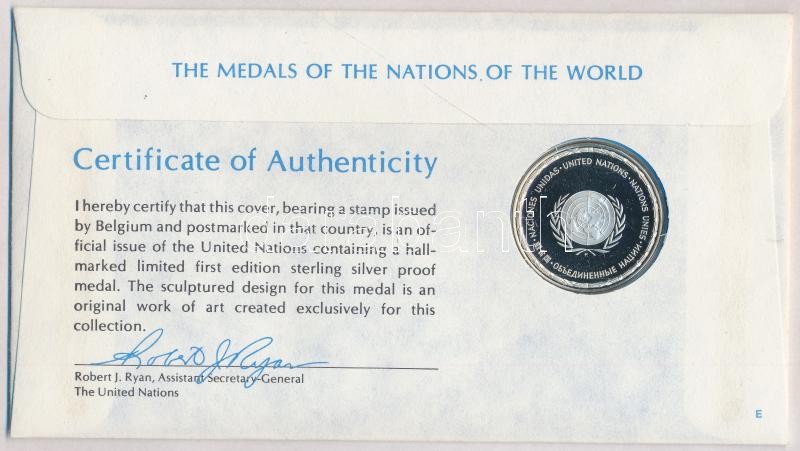 THE MEDALS OF THE NATIONS OF THE WORLD
Certificate of Authenticity
I hereby certify that this cover, bearing a stamp issued
by Belgium and postmarked in that country, is an of-
ficial issue of the United Nations containing a hall-
marked limited first edition sterling silver proof
medal. The sculptured design for this medal is an
original work of art created exclusively for this
collection.
Robert J. Ryan
Robert J. Ryan, Assistant Secretary-General
The United Nations
NACIONES UNIDAS · UNITED NATIONS · NATIONS UNIES ·
ОБЪЕДИНЕННЫЕ НАЦИИ ·
E